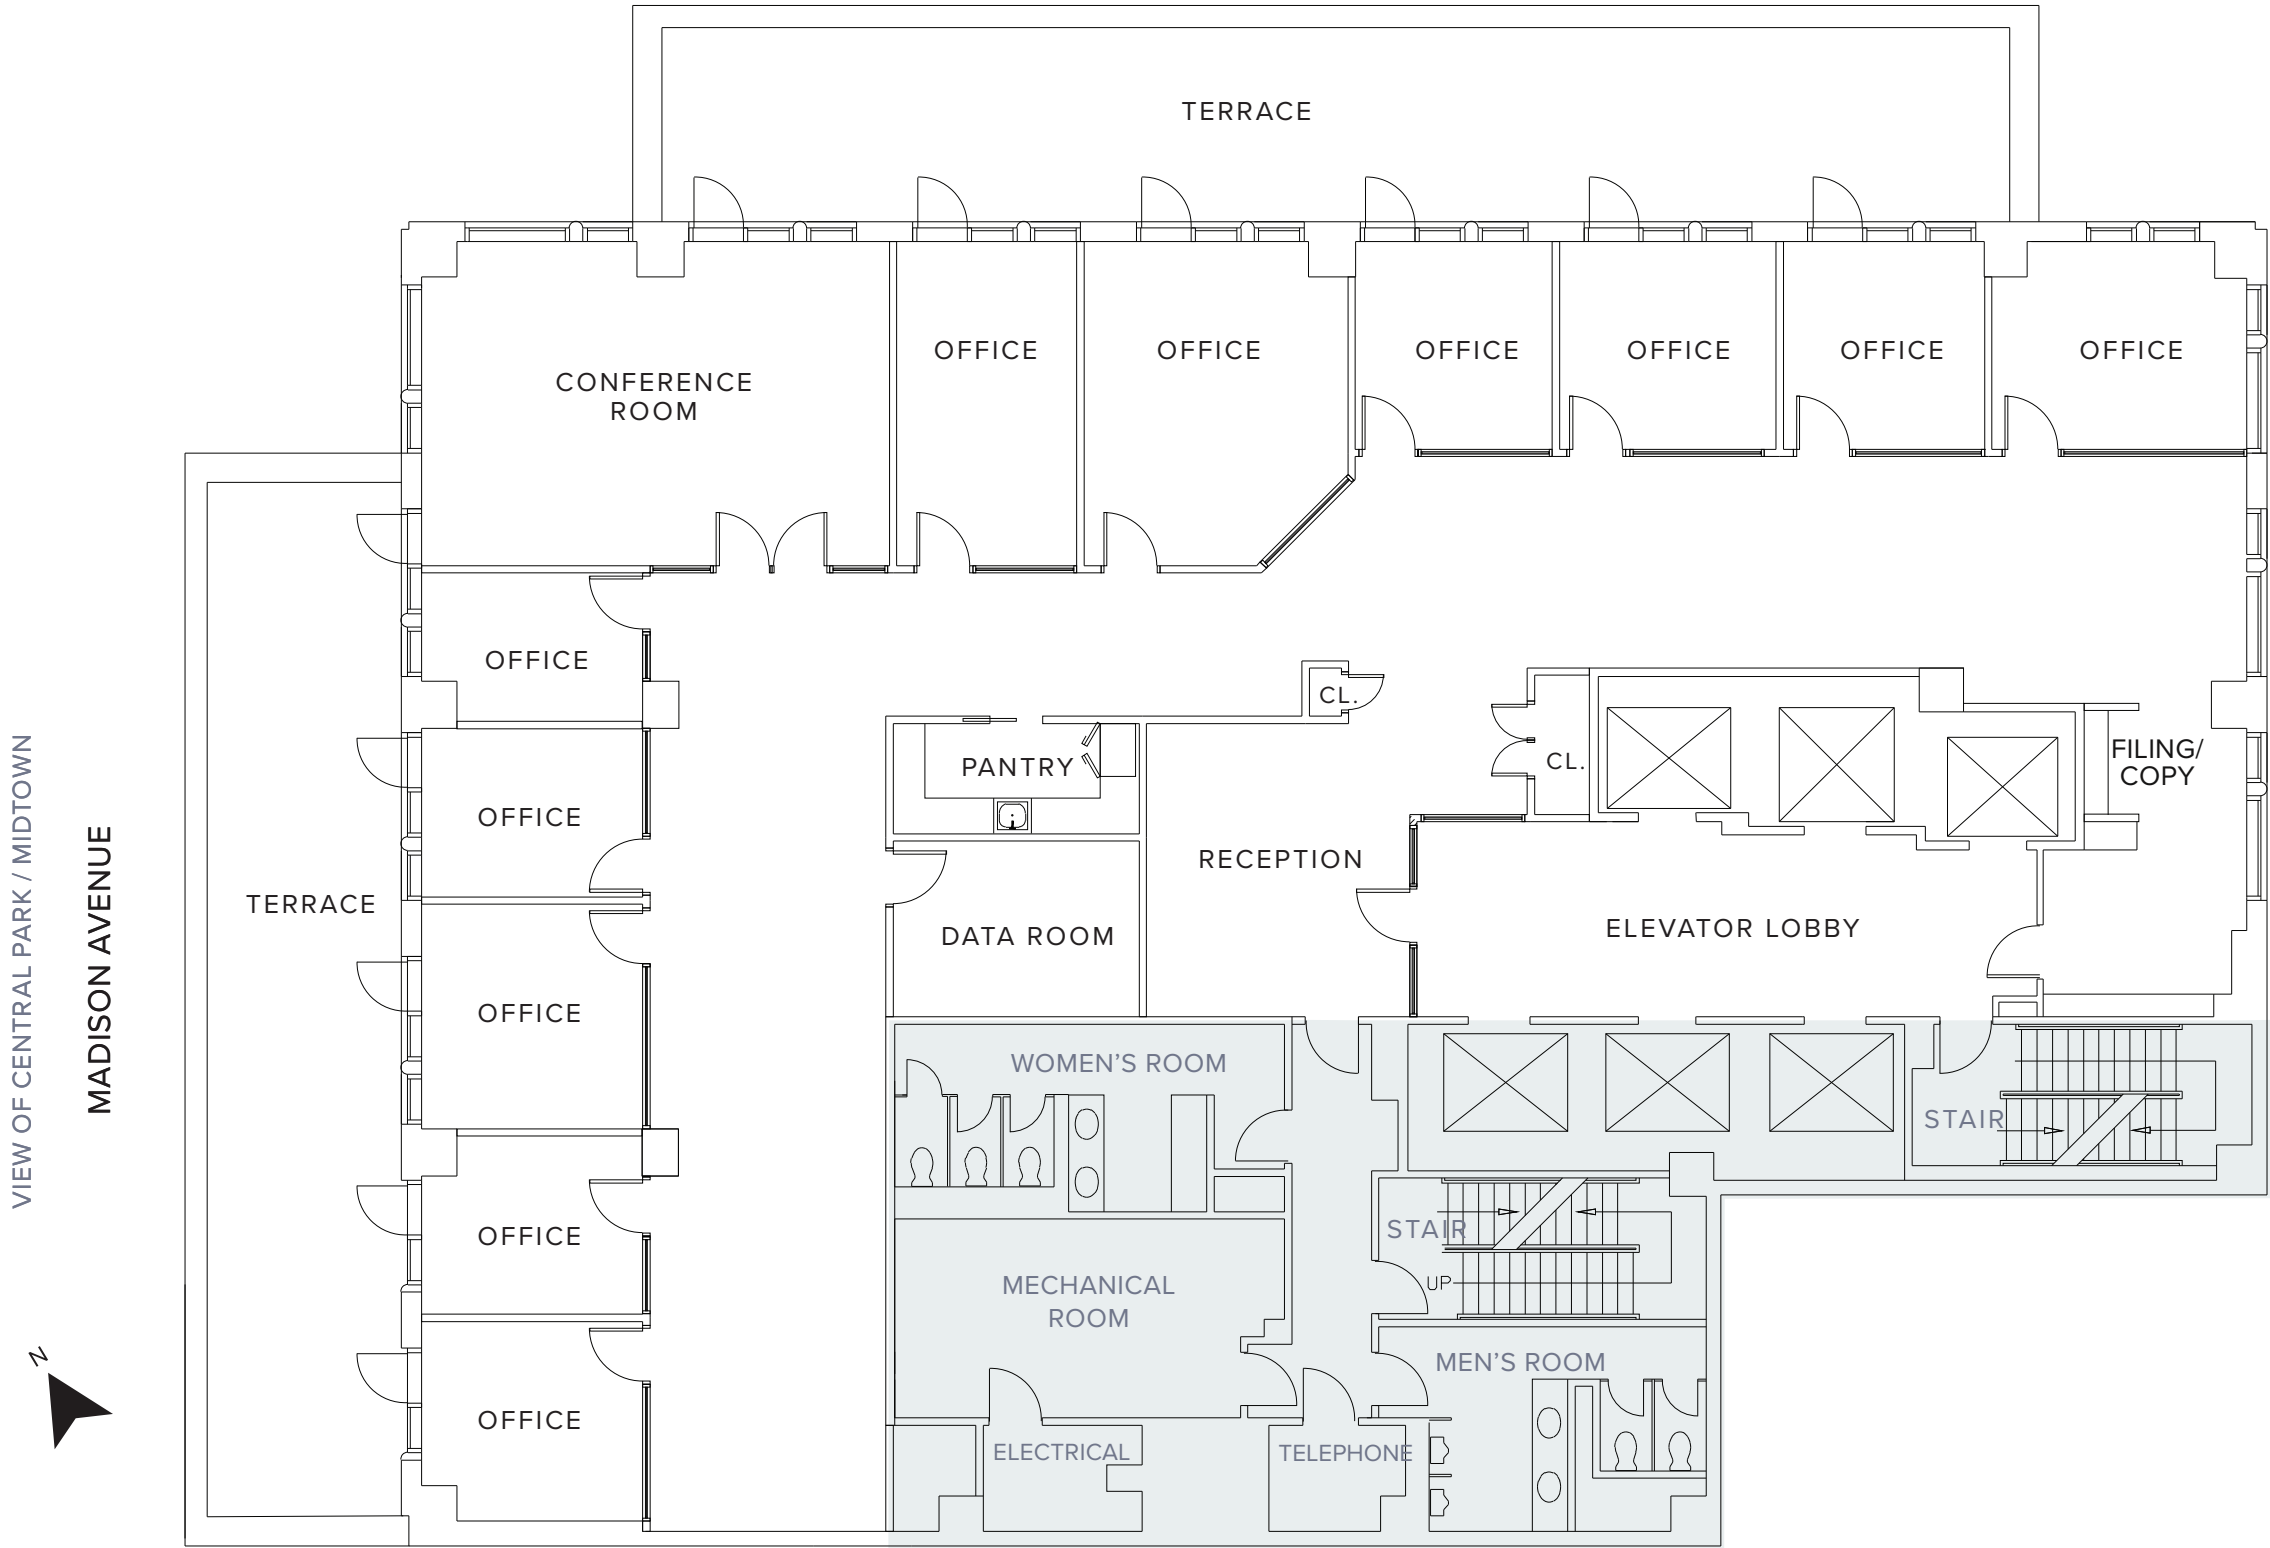 TERRACE
OFFICE
OFFICE
OFFICE
OFFICE
OFFICE
OFFICE
CONFERENCE
ROOM
OFFICE
CL.
FILING/
COPY
CL.
PANTRY
OFFICE
RECEPTION
TERRACE
ELEVATOR LOBBY
DATA ROOM
OFFICE
VIEW OF CENTRAL PARK / MIDTOWN
MADISON AVENUE
WOMEN'S ROOM
STAIR
STAIR
OFFICE
UP
MECHANICAL
ROOM
N
MEN'S ROOM
OFFICE
ELECTRICAL
TELEPHONE